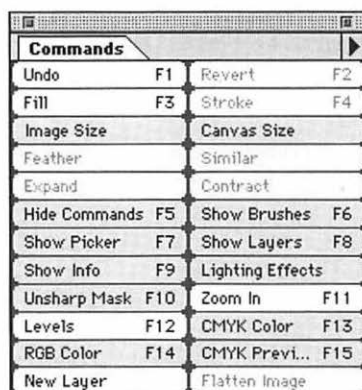 Commands
Undo F1 Revert F2
Fill F3 Stroke F4
Image Size Canvas Size
Feather Similar
Expand Contract
Hide Commands F5 Show Brushes F6
Show Picker F7 Show Layers F8
Show Info F9 Lighting Effects
Unsharp Mask F10 Zoom In F11
Levels F12 CMYK Color F13
RGB Color F14 CMYK Previ... F15
New Layer Flatten Image